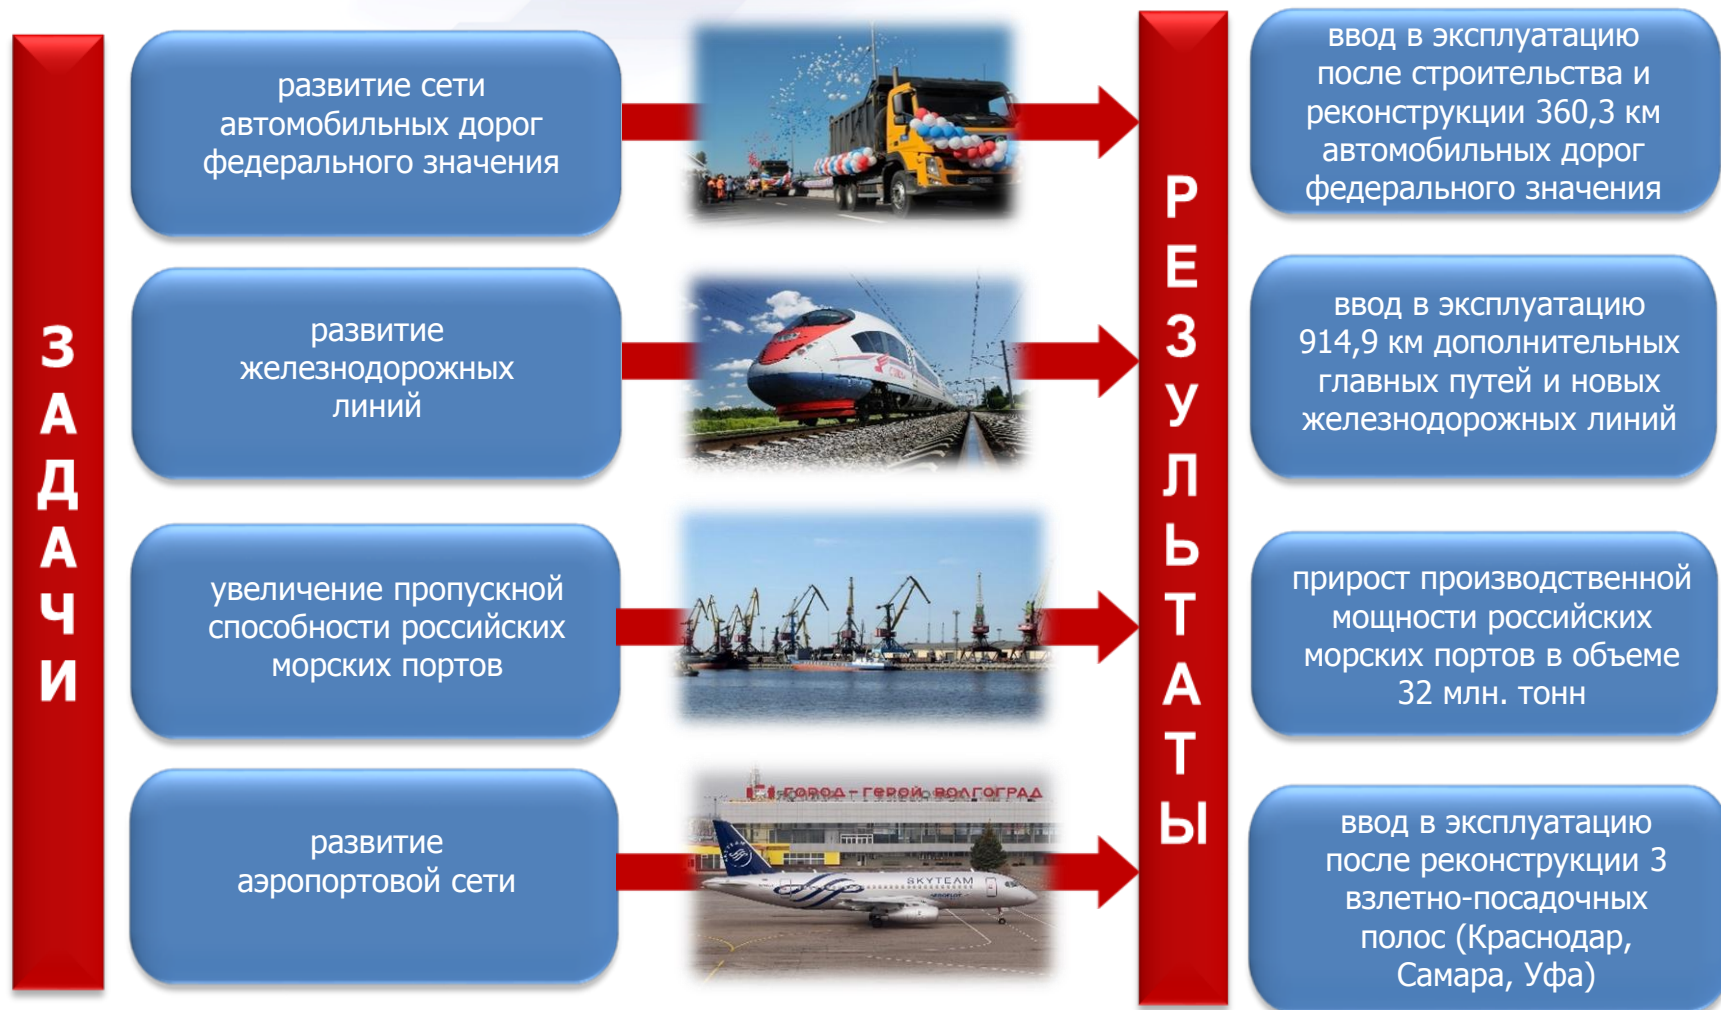 ЗАДАЧИ
развитие сети
автомобильных дорог
федерального значения
развитие
железнодорожных
линий
увеличение пропускной
способности российских
морских портов
развитие
аэропортовой сети
ГОРОД-ГЕРОЙ ВОЛГОГРАД
SKYTEAM
РЕЗУЛЬТАТЫ
ввод в эксплуатацию
после строительства и
реконструкции 360,3 км
автомобильных дорог
федерального значения
ввод в эксплуатацию
914,9 км дополнительных
главных путей и новых
железнодорожных линий
прирост производственной
мощности российских
морских портов в объеме
32 млн. тонн
ввод в эксплуатацию
после реконструкции 3
взлетно-посадочных
полос (Краснодар,
Самара, Уфа)